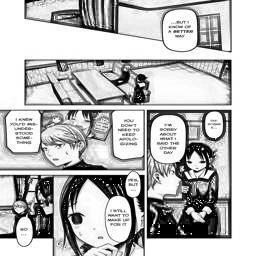 ...BUT I
KNOW
OF A BETTER
WAY
I'M
SORRY
ABOUT
WHAT I
SAID THE
OTHER
DAY
YOU DON'T
NEED TO
KEEP
APOLO-
GIZING
I KNEW
YOU'D MIS-
UNDER-
STOOD
SOME-
THING
YES,
BUT...
I STILL
WANT TO
MAKE UP
FOR IT
SO...